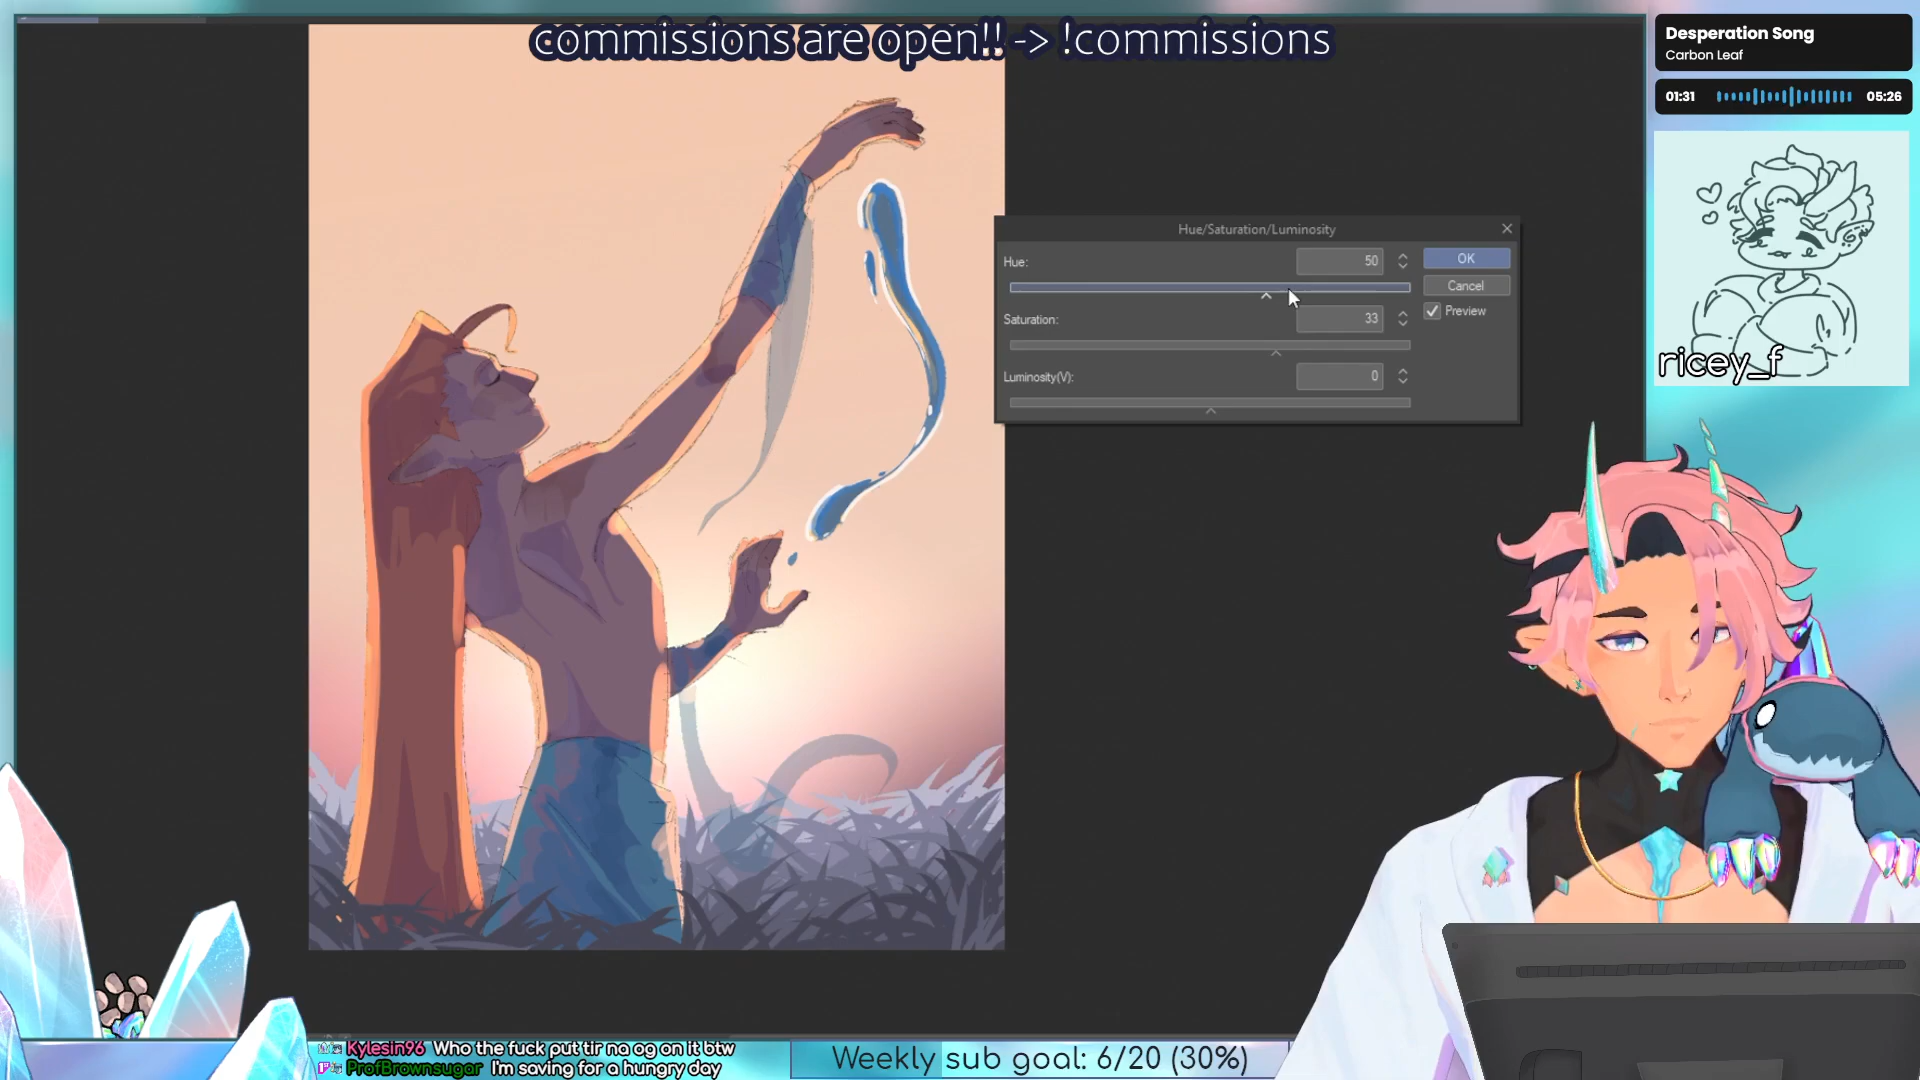 commissions are open!! -> !commissions
Desperation Song
Carbon Leaf
01:31
05:26
Hue/Saturation/Luminosity
Hue:
50
OK
Cancel
Saturation:
33
Preview
Luminosity(V):
0
ricey_f
Kylesin96 Who the fuck put tir na og on it btw
ProfBrownsugar I'm saving for a hungry day
Weekly sub goal: 6/20 (30%)